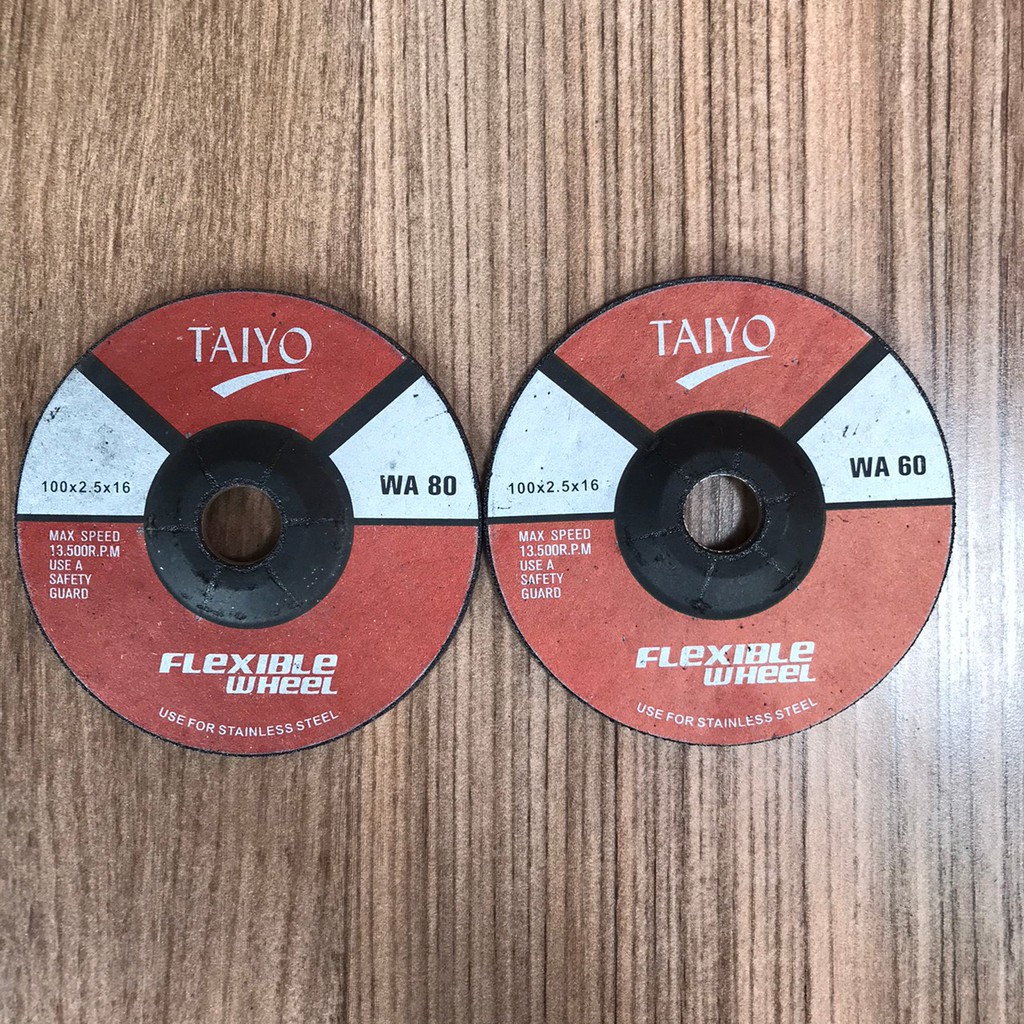 TAIYO
100x2.5x16
WA 80
MAX SPEED
13.500R.P.M
USE A
SAFETY
GUARD
FLEXIBLE
WHEEL
USE FOR STAINLESS STEEL
TAIYO
100x2.5x16
WA 60
MAX SPEED
13.500R.P.M
USE A
SAFETY
GUARD
FLEXIBLE
WHEEL
USE FOR STAINLESS STEEL